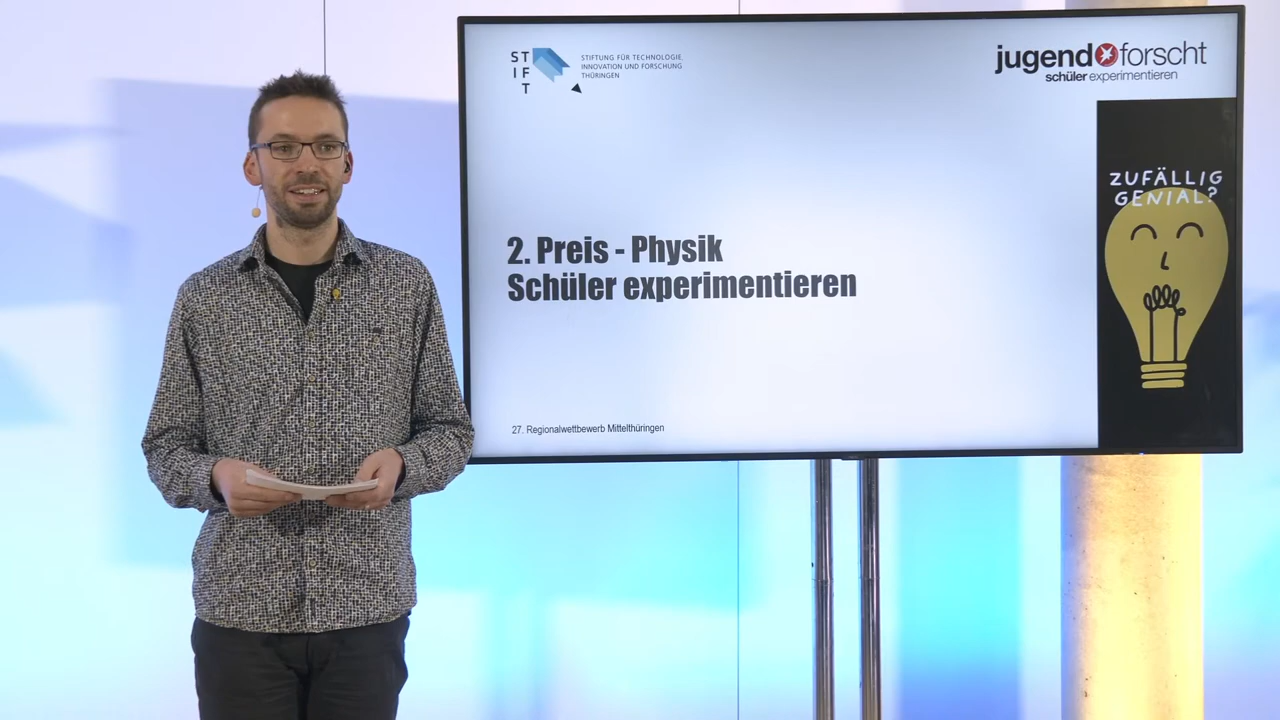 ST
IF
T
STIFTUNG FÜR TECHNOLOGIE,
INNOVATION UND FORSCHUNG
THÜRINGEN
jugend forscht
schüler experimentieren
ZUFÄLLIG
GENIAL?
2. Preis - Physik
Schüler experimentieren
27. Regionalwettbewerb Mittelthüringen